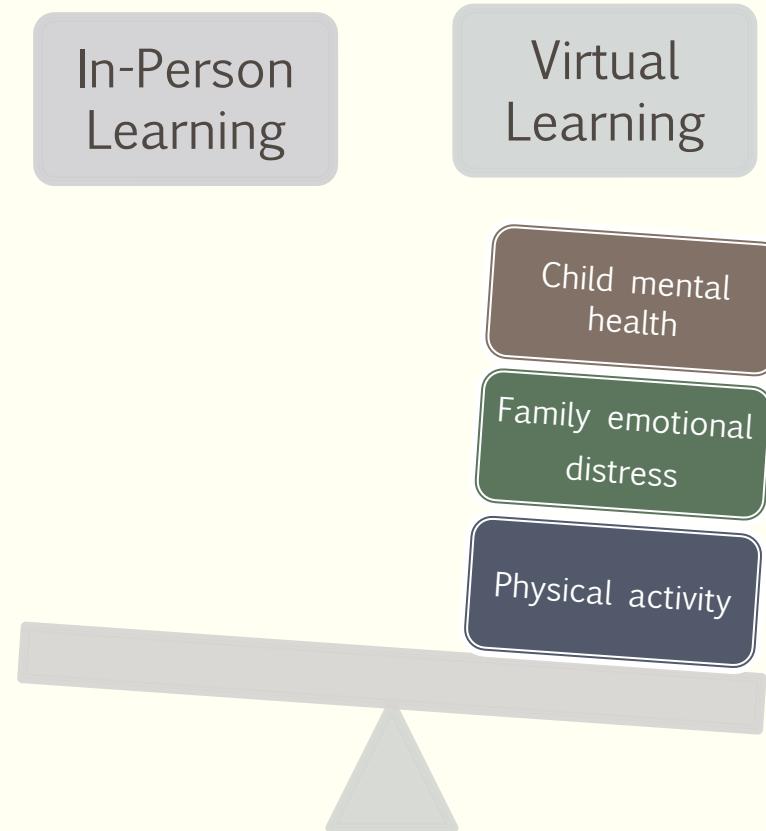 In-Person
Learning
Virtual
Learning
Child mental
health
Family emotional
distress
Physical activity